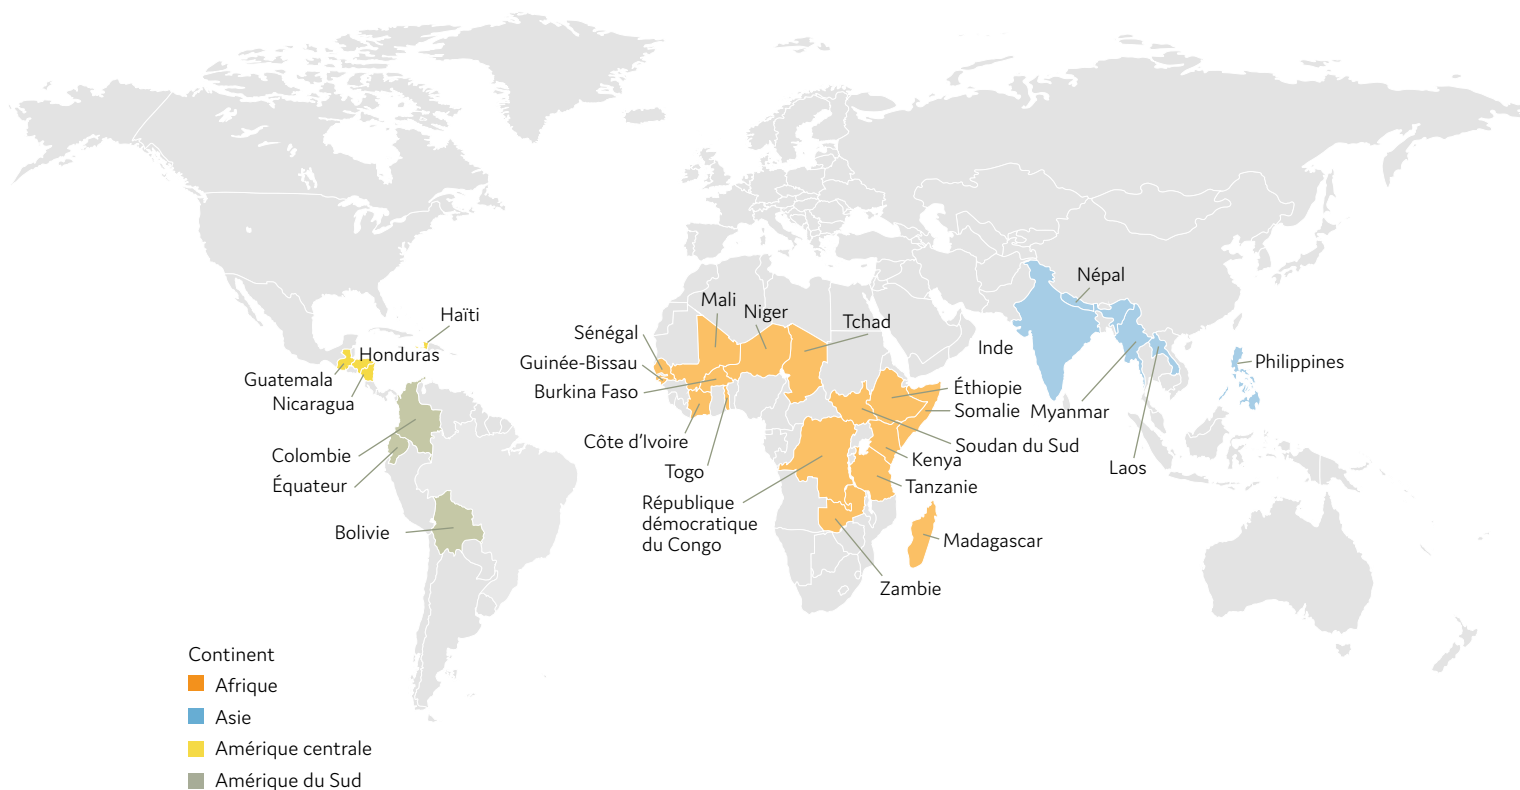 Népal
Mali
Niger
Haïti
Tchad
Sénégal
Inde
Honduras
Guinée-Bissau
Philippines
Guatemala
Éthiopie
Burkina Faso
Nicaragua
Somalie
Myanmar
Côte d'Ivoire
Soudan du Sud
Colombie
Kenya
Laos
Togo
Équateur
Tanzanie
République
démocratique
du Congo
Bolivie
Madagascar
Zambie
Continent
Afrique
Asie
Amérique centrale
Amérique du Sud